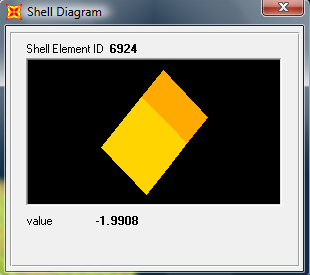 Shell Diagram
Shell Element ID 6924
value -1.9908